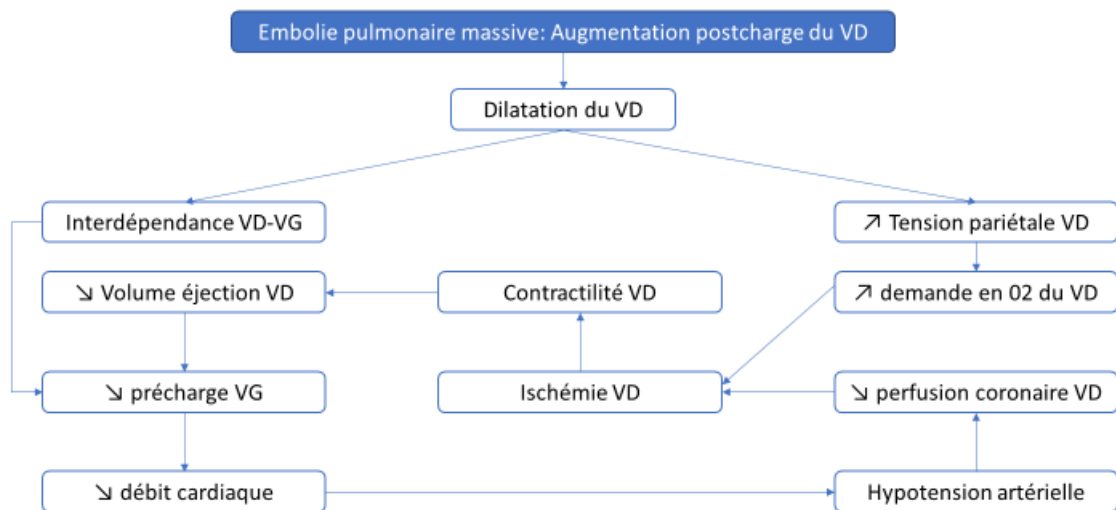 Embolie pulmonaire massive: Augmentation postcharge du VD
Dilatation du VD
Interdépendance VD-VG
↗ Tension pariétale VD
↘ Volume éjection VD
Contractilité VD
↗ demande en 02 du VD
↘ précharge VG
Ischémie VD
↘ perfusion coronaire VD
↘ débit cardiaque
Hypotension artérielle